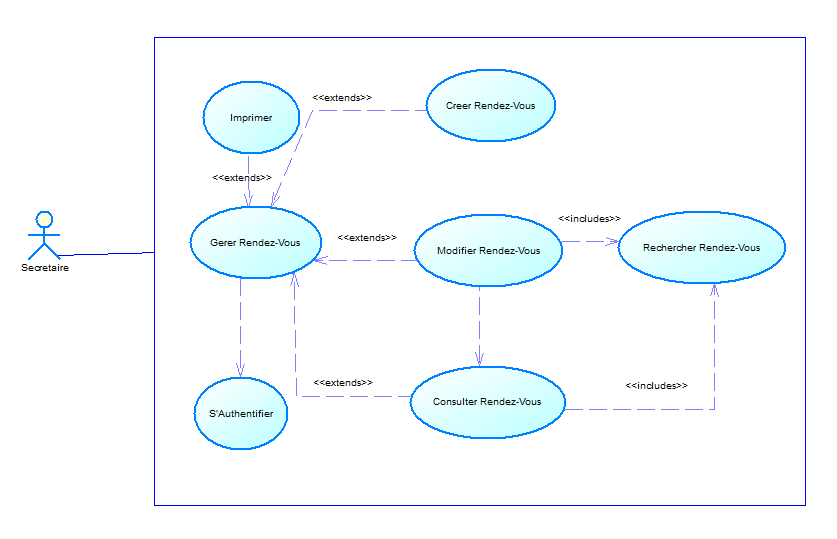 <<extends>>
Creer Rendez-Vous
Imprimer
<<extends>>
Secretaire
Gerer Rendez-Vous
<<extends>>
Modifier Rendez-Vous
<<includes>>
Rechercher Rendez-Vous
S'Authentifier
<<extends>>
Consulter Rendez-Vous
<<includes>>